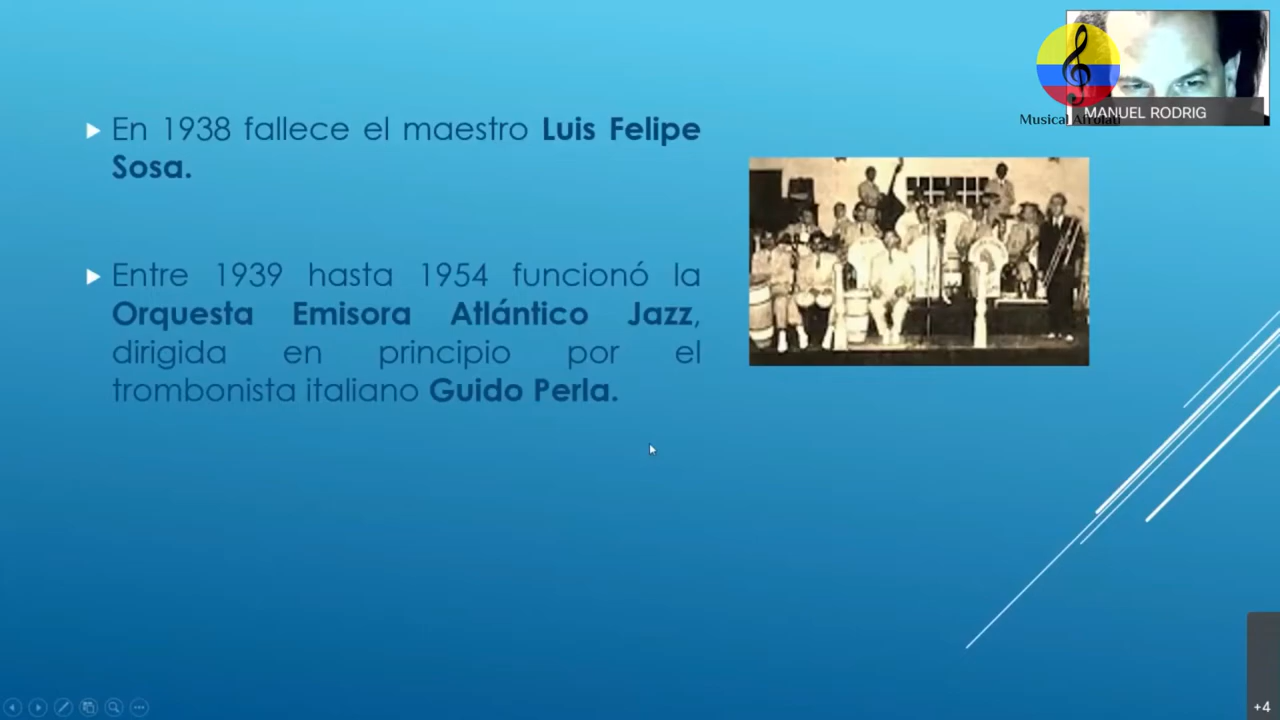 En 1938 fallece el maestro Luis Felipe
Sosa.
Entre 1939 hasta 1954 funcionó la
Orquesta Emisora Atlántico Jazz,
dirigida en principio por el
trombonista italiano Guido Perla.
MANUEL RODRIG
Musical
+4